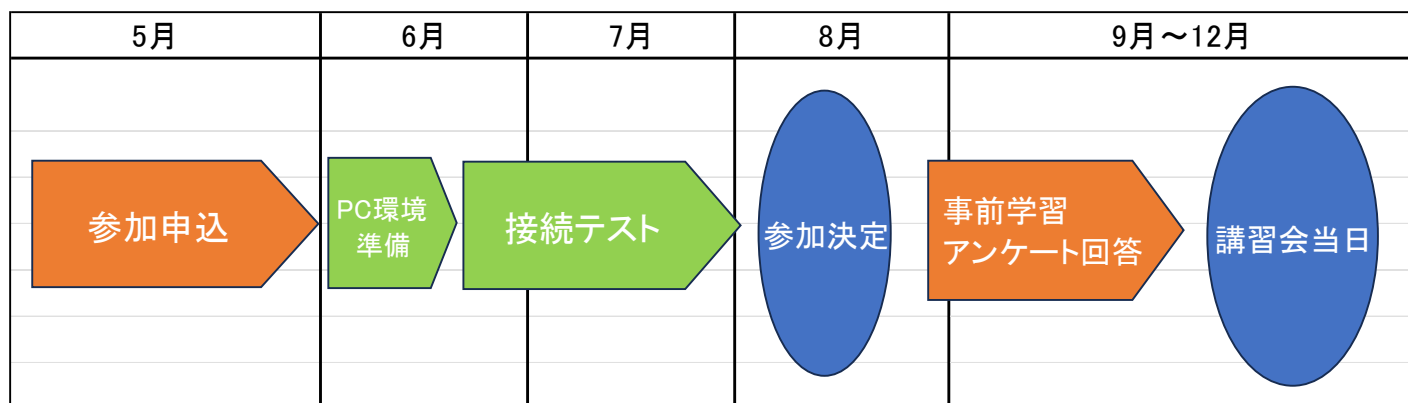 5月
6月
7月
8月
9月～12月
参加申込
PC環境
準備
接続テスト
参加決定
事前学習
アンケート回答
講習会当日